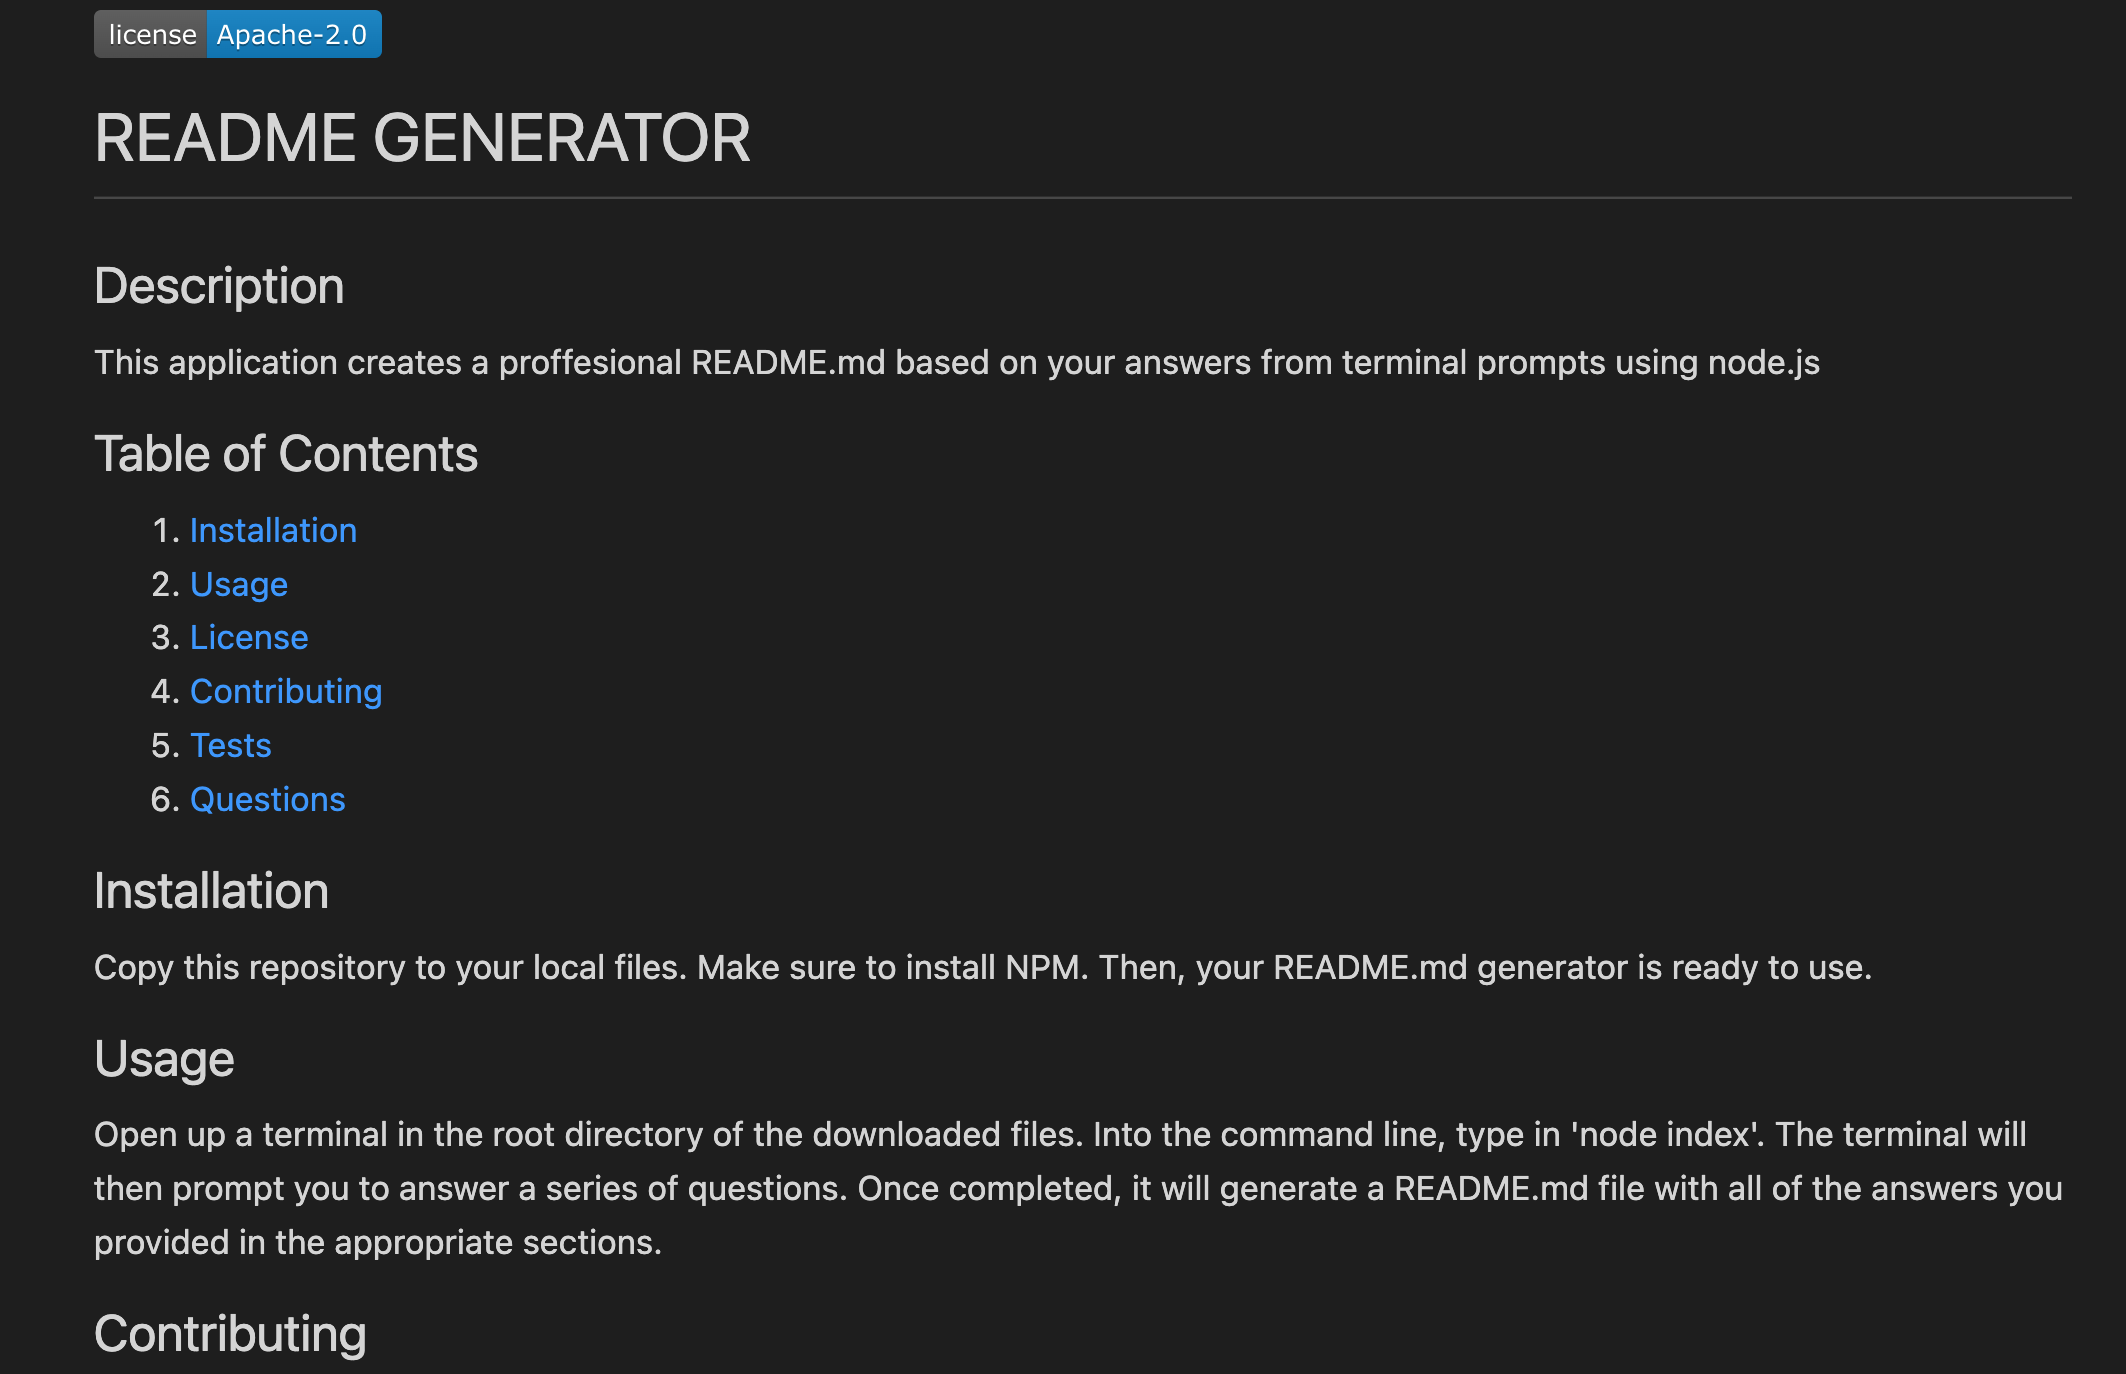 license Apache-2.0
README GENERATOR
Description
This application creates a proffesional README.md based on your answers from terminal prompts using node.js
Table of Contents
1. Installation
2. Usage
3. License
4. Contributing
5. Tests
6. Questions
Installation
Copy this repository to your local files. Make sure to install NPM. Then, your README.md generator is ready to use.
Usage
Open up a terminal in the root directory of the downloaded files. Into the command line, type in 'node index'. The terminal will
then prompt you to answer a series of questions. Once completed, it will generate a README.md file with all of the answers you
provided in the appropriate sections.
Contributing